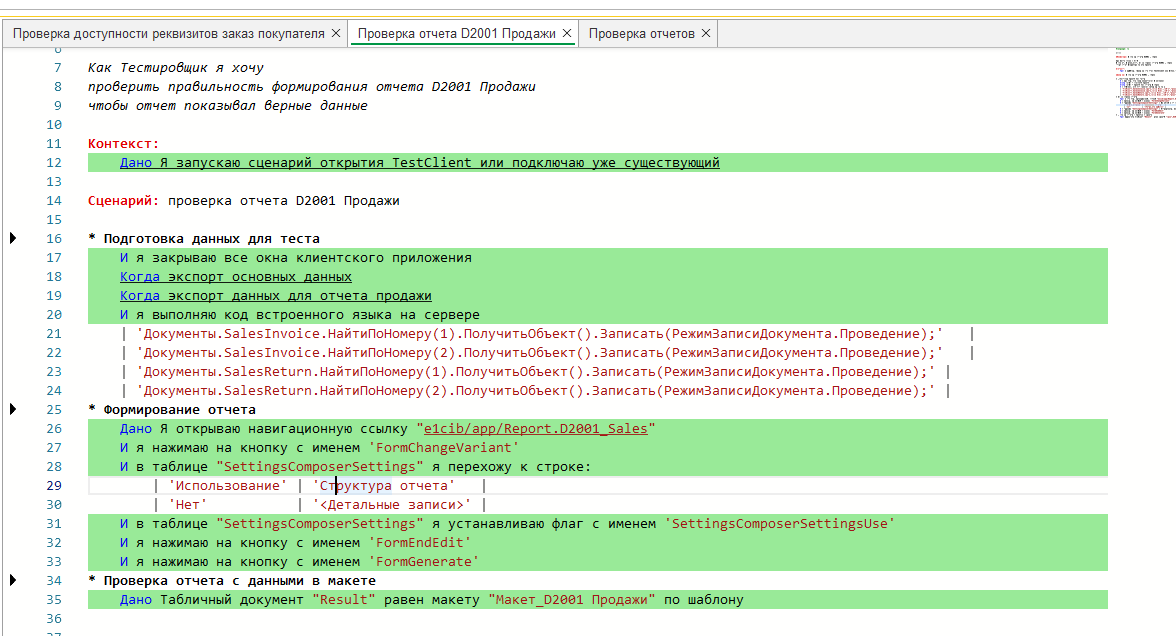 Проверка доступности реквизитов заказ покупателя × Проверка отчета D2001 Продажи × Проверка отчетов ×
7 Как Тестировщик я хочу
8 проверить правильность формирования отчета D2001 Продажи
9 чтобы отчет показывал верные данные
10
11 Контекст:
12 Дано Я запускаю сценарий открытия TestClient или подключаю уже существующий
13
14 Сценарий: проверка отчета D2001 Продажи
15
16 * Подготовка данных для теста
17 И я закрываю все окна клиентского приложения
18 Когда экспорт основных данных
19 Когда экспорт данных для отчета продажи
20 И я выполняю код встроенного языка на сервере
21 | 'Документы.SalesInvoice.НайтиПоНомеру(1).ПолучитьОбъект().Записать(РежимЗаписиДокумента.Проведение);' |
22 | 'Документы.SalesInvoice.НайтиПоНомеру(2).ПолучитьОбъект().Записать(РежимЗаписиДокумента.Проведение);' |
23 | 'Документы.SalesReturn.НайтиПоНомеру(1).ПолучитьОбъект().Записать(РежимЗаписиДокумента.Проведение);' |
24 | 'Документы.SalesReturn.НайтиПоНомеру(2).ПолучитьОбъект().Записать(РежимЗаписиДокумента.Проведение);' |
25 * Формирование отчета
26 Дано Я открываю навигационную ссылку "e1cib/app/Report.D2001_Sales"
27 И я нажимаю на кнопку с именем 'FormChangeVariant'
28 И в таблице "SettingsComposerSettings" я перехожу к строке:
29 | 'Использование' | 'Структура отчета' |
30 | 'Нет' | '<Детальные записи>' |
31 И в таблице "SettingsComposerSettings" я устанавливаю флаг с именем 'SettingsComposerSettingsUse'
32 И я нажимаю на кнопку с именем 'FormEndEdit'
33 И я нажимаю на кнопку с именем 'FormGenerate'
34 * Проверка отчета с данными в макете
35 Дано Табличный документ "Result" равен макету "Макет_D2001 Продажи" по шаблону
36